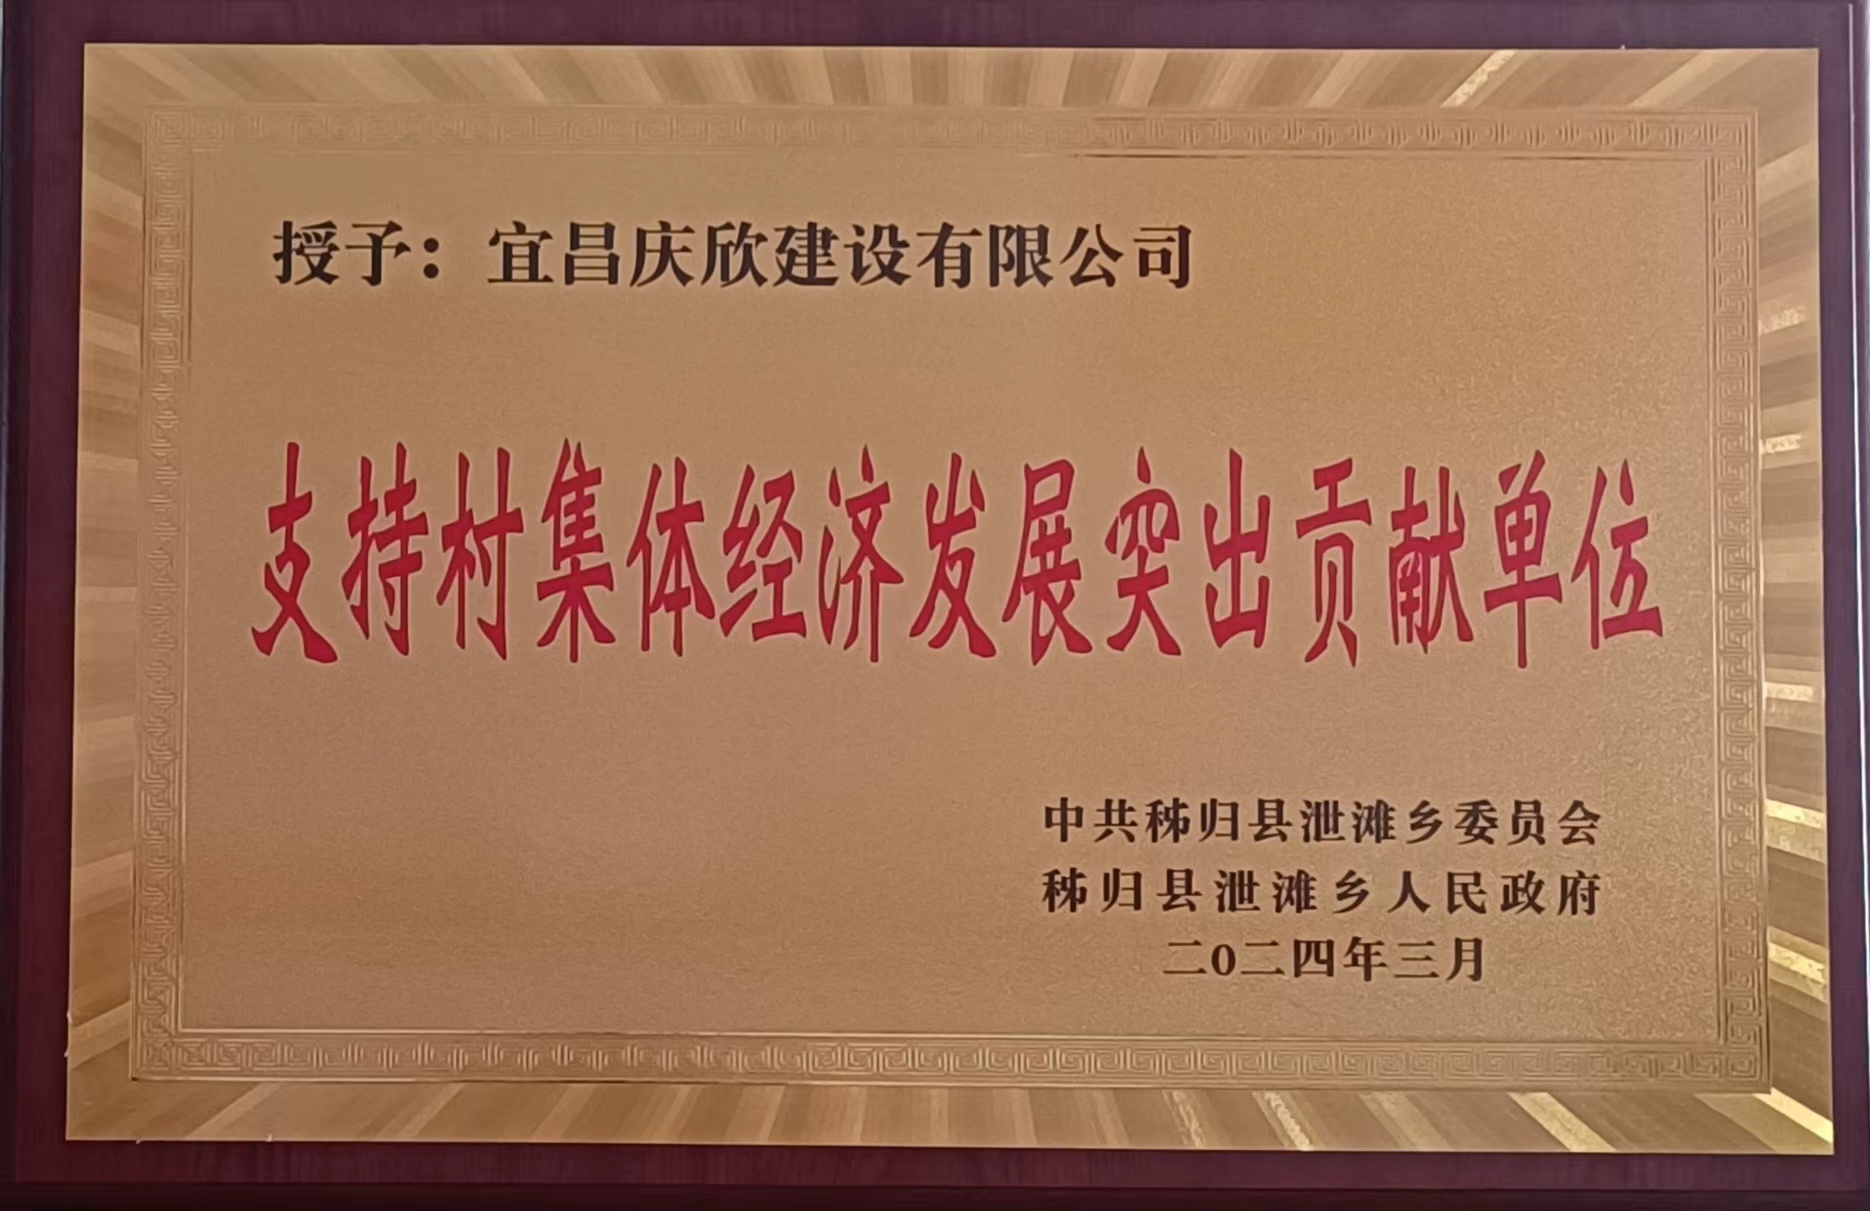 授予：宜昌庆欣建设有限公司
支持村集体经济发展突出贡献单位
中共秭归县泄滩乡委员会
秭归县泄滩乡人民政府
二0二四年三月